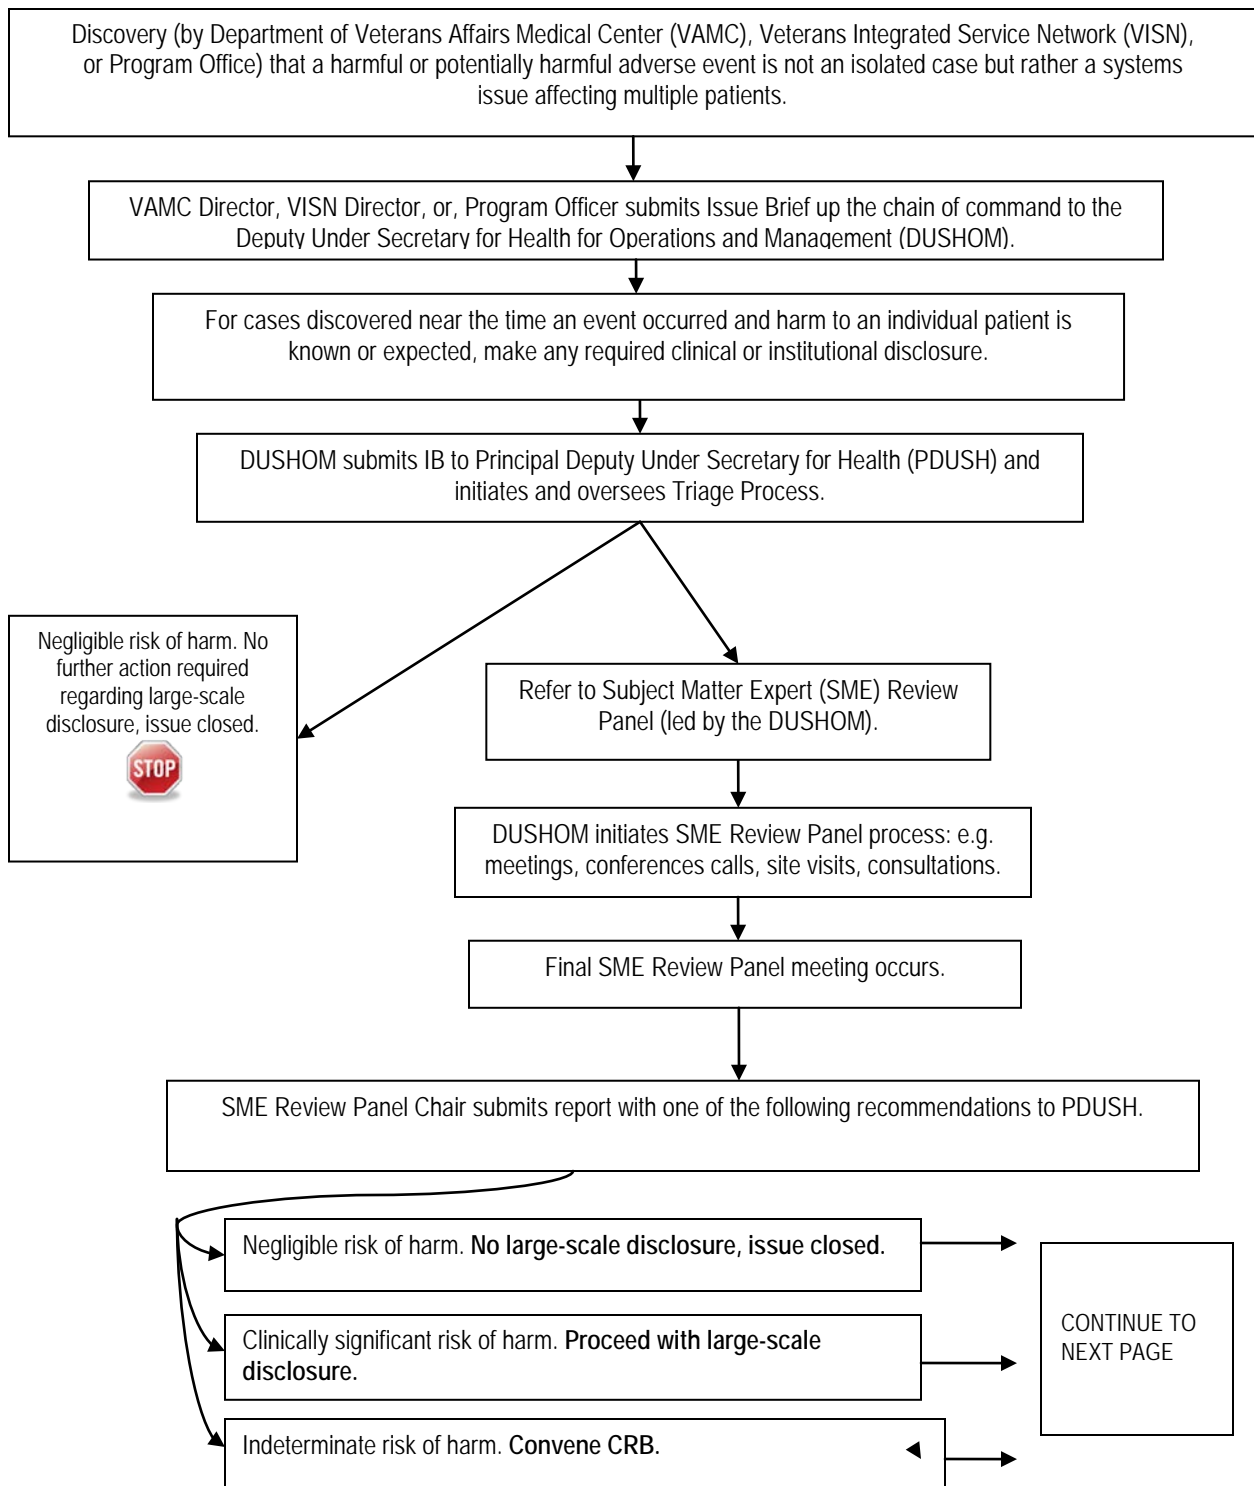 Discovery (by Department of Veterans Affairs Medical Center (VAMC), Veterans Integrated Service Network (VISN),
or Program Office) that a harmful or potentially harmful adverse event is not an isolated case but rather a systems
issue affecting multiple patients.
VAMC Director, VISN Director, or, Program Officer submits Issue Brief up the chain of command to the
Deputy Under Secretary for Health for Operations and Management (DUSHOM).
For cases discovered near the time an event occurred and harm to an individual patient is
known or expected, make any required clinical or institutional disclosure.
DUSHOM submits IB to Principal Deputy Under Secretary for Health (PDUSH) and
initiates and oversees Triage Process.
Negligible risk of harm. No
further action required
regarding large-scale
disclosure, issue closed.
STOP
Refer to Subject Matter Expert (SME) Review
Panel (led by the DUSHOM).
DUSHOM initiates SME Review Panel process: e.g.
meetings, conferences calls, site visits, consultations.
Final SME Review Panel meeting occurs.
SME Review Panel Chair submits report with one of the following recommendations to PDUSH.
Negligible risk of harm. No large-scale disclosure, issue closed.
Clinically significant risk of harm. Proceed with large-scale
disclosure.
Indeterminate risk of harm. Convene CRB.
CONTINUE TO
NEXT PAGE